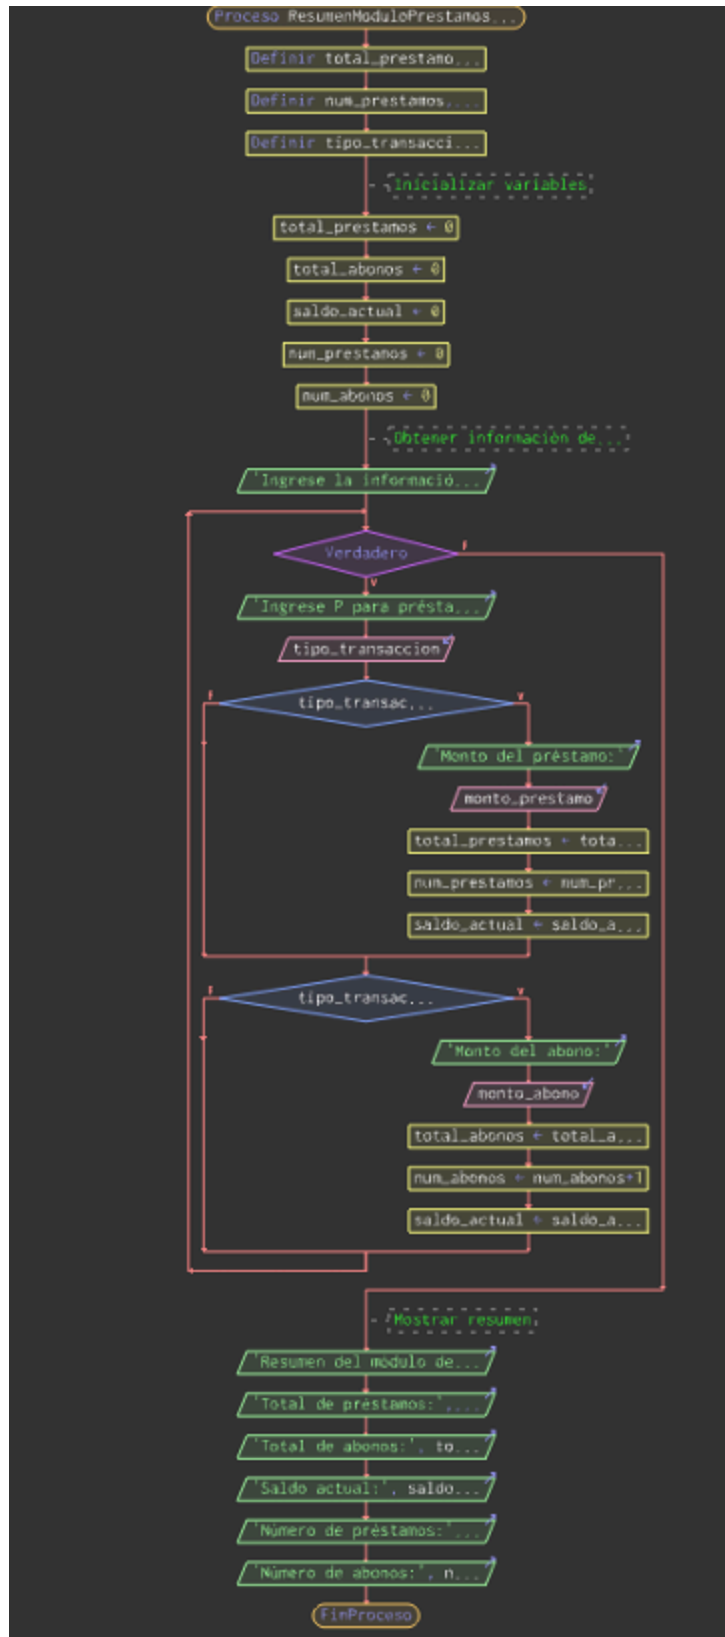 Proceso ResumenModuloPrestamos...
Definir total_prestamo...
Definir num_prestamos,...
Definir tipo_transacci...
Inicializar variables
total_prestamos ← 0
total_abonos ← 0
saldo_actual ← 0
num_prestamos ← 0
num_abonos ← 0
Obtener información de...
'Ingrese la informació...
Verdadero
F
V
'Ingrese P para présta...
tipo_transaccion
F
tipo_transac...
V
'Monto del préstamo:'
monto_prestamo
total_prestamos ← tota...
num_prestamos ← num_pr...
saldo_actual ← saldo_a...
F
tipo_transac...
V
'Monto del abono:'
monto_abono
total_abonos ← total_a...
num_abonos ← num_abonos+1
saldo_actual ← saldo_a...
Mostrar resumen
'Resumen del módulo de...
'Total de préstamos:',...
'Total de abonos:', to...
'Saldo actual:', saldo...
'Número de préstamos:'...
'Número de abonos:', n...
FinProceso